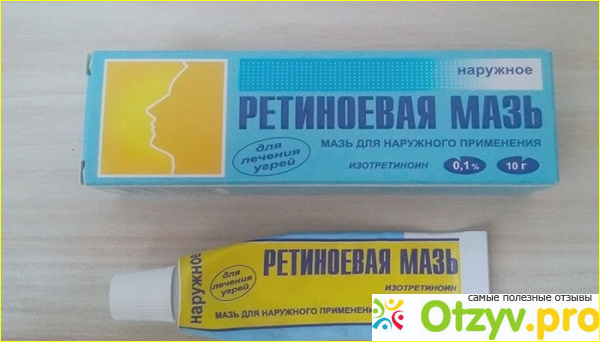 наружное
РЕТИНОЕВАЯ МАЗЬ
МАЗЬ ДЛЯ НАРУЖНОГО ПРИМЕНЕНИЯ
для
лечения
угрей
ИЗОТРЕТИНОИН 0,1% 10 г
наружное
для
лечения
угрей
РЕТИНОЕВАЯ МАЗЬ
ИЗОТРЕТИНОИН
МАЗЬ ДЛЯ НАРУЖНОГО ПРИМЕНЕНИ
самые полезные отзывы
Otzyv.pro